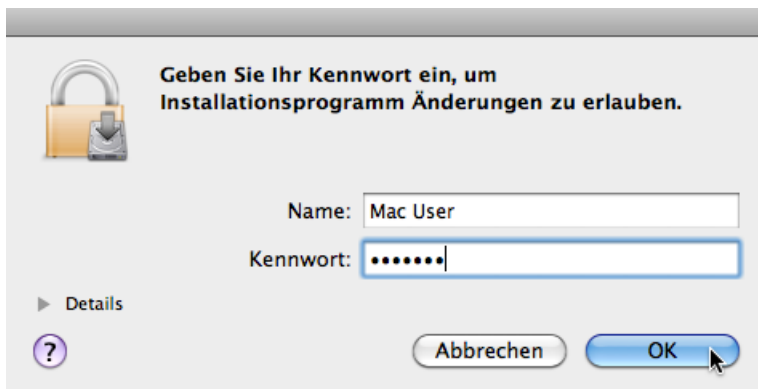 Geben Sie Ihr Kennwort ein, um
Installationsprogramm Änderungen zu erlauben.
Name: Mac User
Kennwort: •••••••
Details
? Abbrechen OK